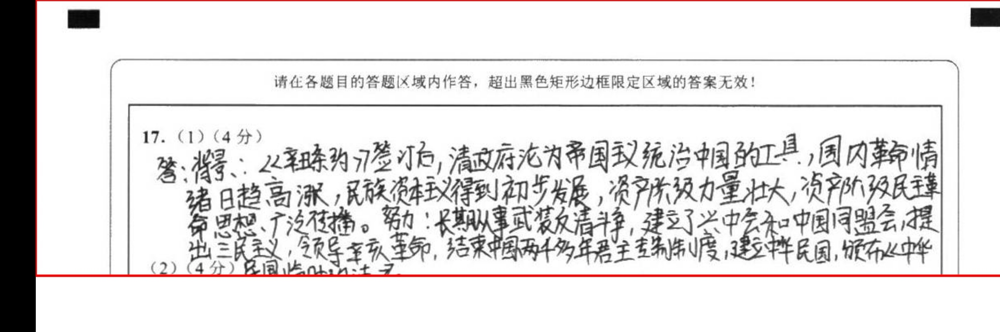 请在各题目的答题区域内作答，超出黑色矩形边框限定区域的答案无效！
17.（1）（4 分）
答：背景：《辛丑条约》签订后，清政府沦为帝国主义统治中国的工具，国内革命情
绪日趋高涨，民族资本主义得到初步发展，资产阶级力量壮大，资产阶级民主革
命思想广泛传播。努力：长期从事武装反清斗争，建立了兴中会和中国同盟会，提
出三民主义，领导辛亥革命，结束中国两千多年君主专制制度，建立中华民国，颁布《中华
（2）（4 分）民国临时约法》